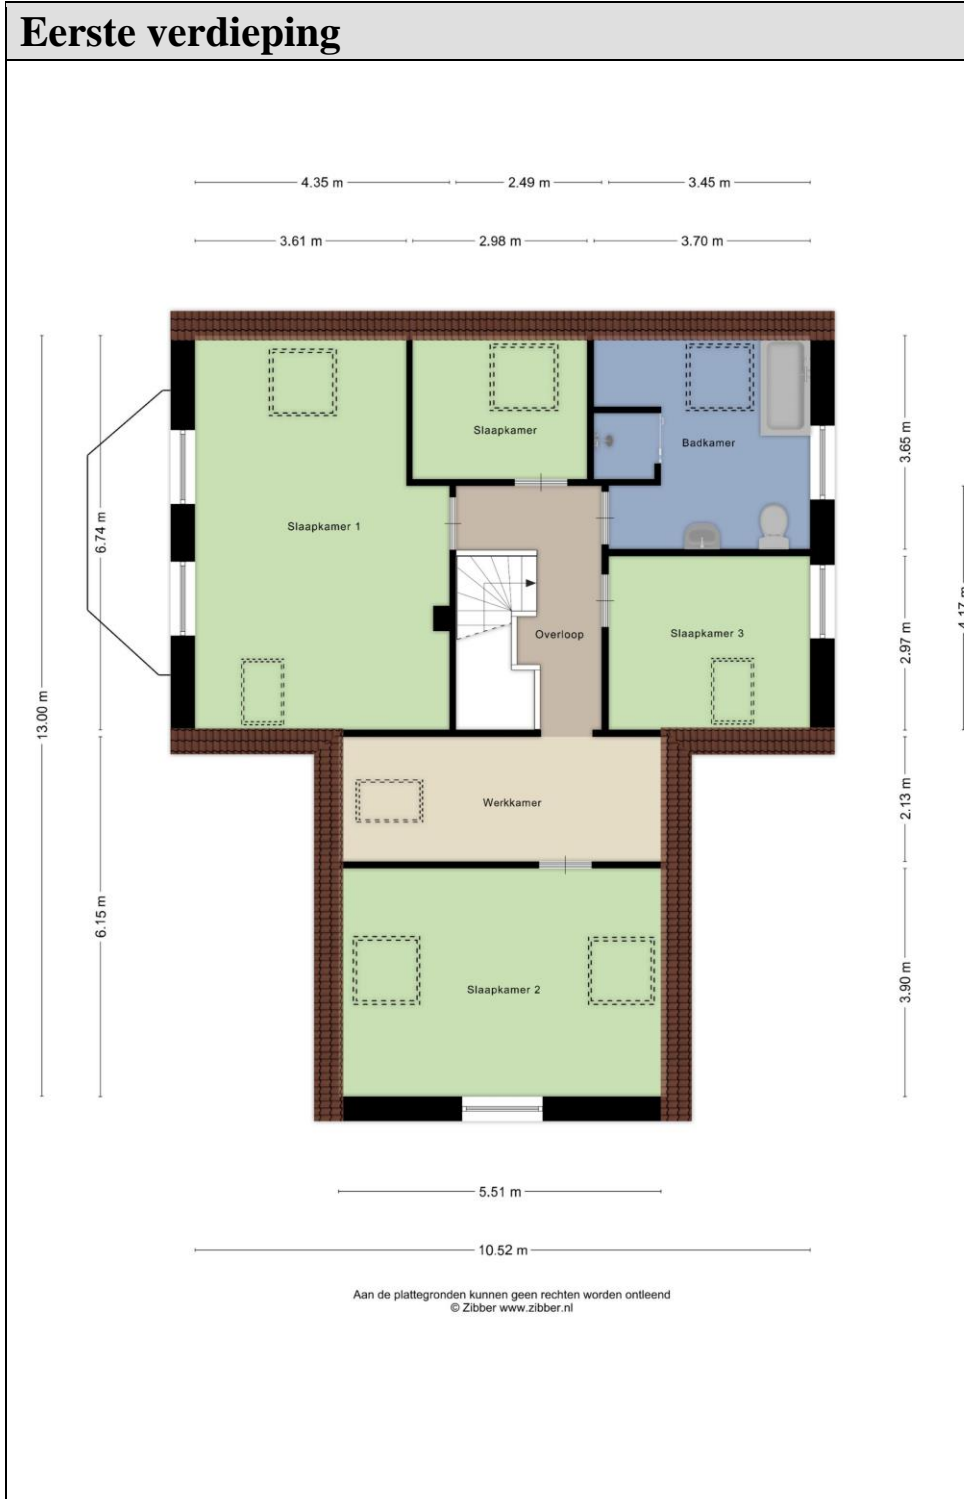 Eerste verdieping
4.35 m
2.49 m
3.45 m
3.61 m
2.98 m
3.70 m
Slaapkamer
Badkamer
3.65 m
Slaapkamer 1
6.74 m
4.17 m
Overloop
Slaapkamer 3
2.97 m
13.00 m
Werkkamer
2.13 m
6.15 m
Slaapkamer 2
3.90 m
5.51 m
10.52 m
Aan de plattegronden kunnen geen rechten worden ontleend
© Zibber www.zibber.nl